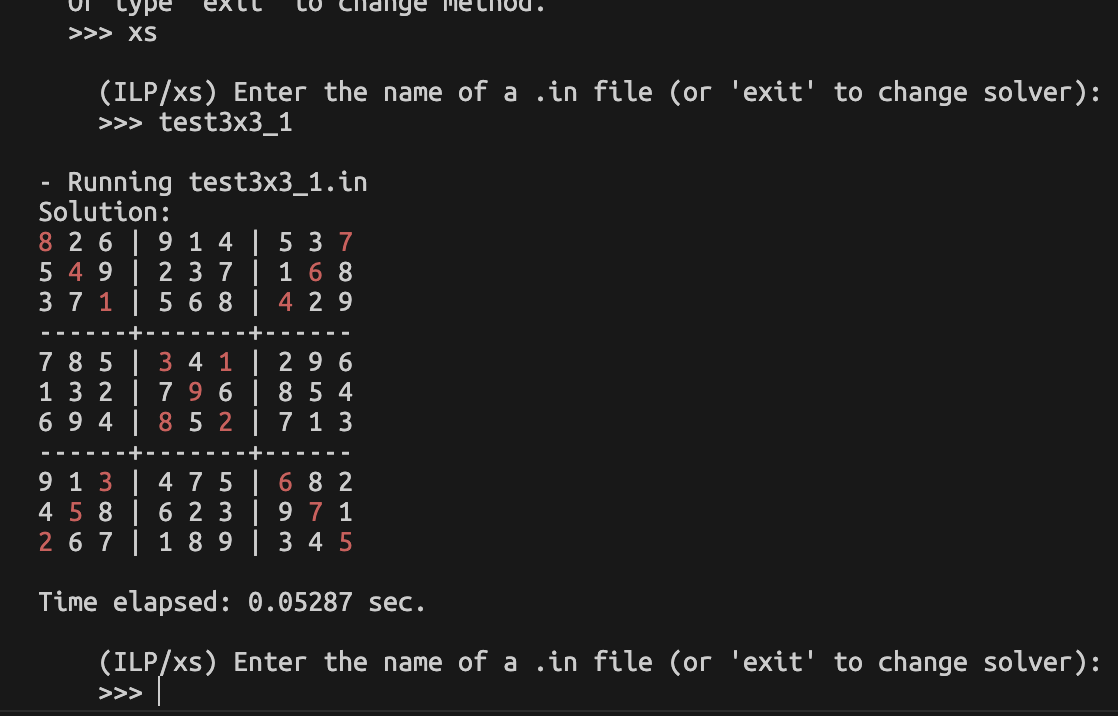 Or type 'exit' to change method.
>>> xs
(ILP/xs) Enter the name of a .in file (or 'exit' to change solver):
>>> test3x3_1
- Running test3x3_1.in
Solution:
8 2 6 | 9 1 4 | 5 3 7
5 4 9 | 2 3 7 | 1 6 8
3 7 1 | 5 6 8 | 4 2 9
------+-------+------
7 8 5 | 3 4 1 | 2 9 6
1 3 2 | 7 9 6 | 8 5 4
6 9 4 | 8 5 2 | 7 1 3
------+-------+------
9 1 3 | 4 7 5 | 6 8 2
4 5 8 | 6 2 3 | 9 7 1
2 6 7 | 1 8 9 | 3 4 5
Time elapsed: 0.05287 sec.
(ILP/xs) Enter the name of a .in file (or 'exit' to change solver):
>>>